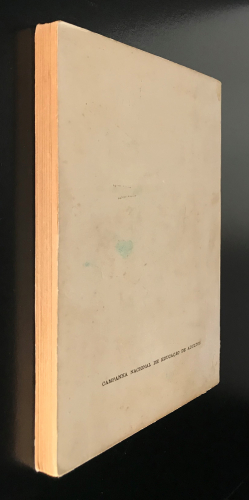 CAMPANHA NACIONAL DE EDUCAÇÃO DE ADULTOS